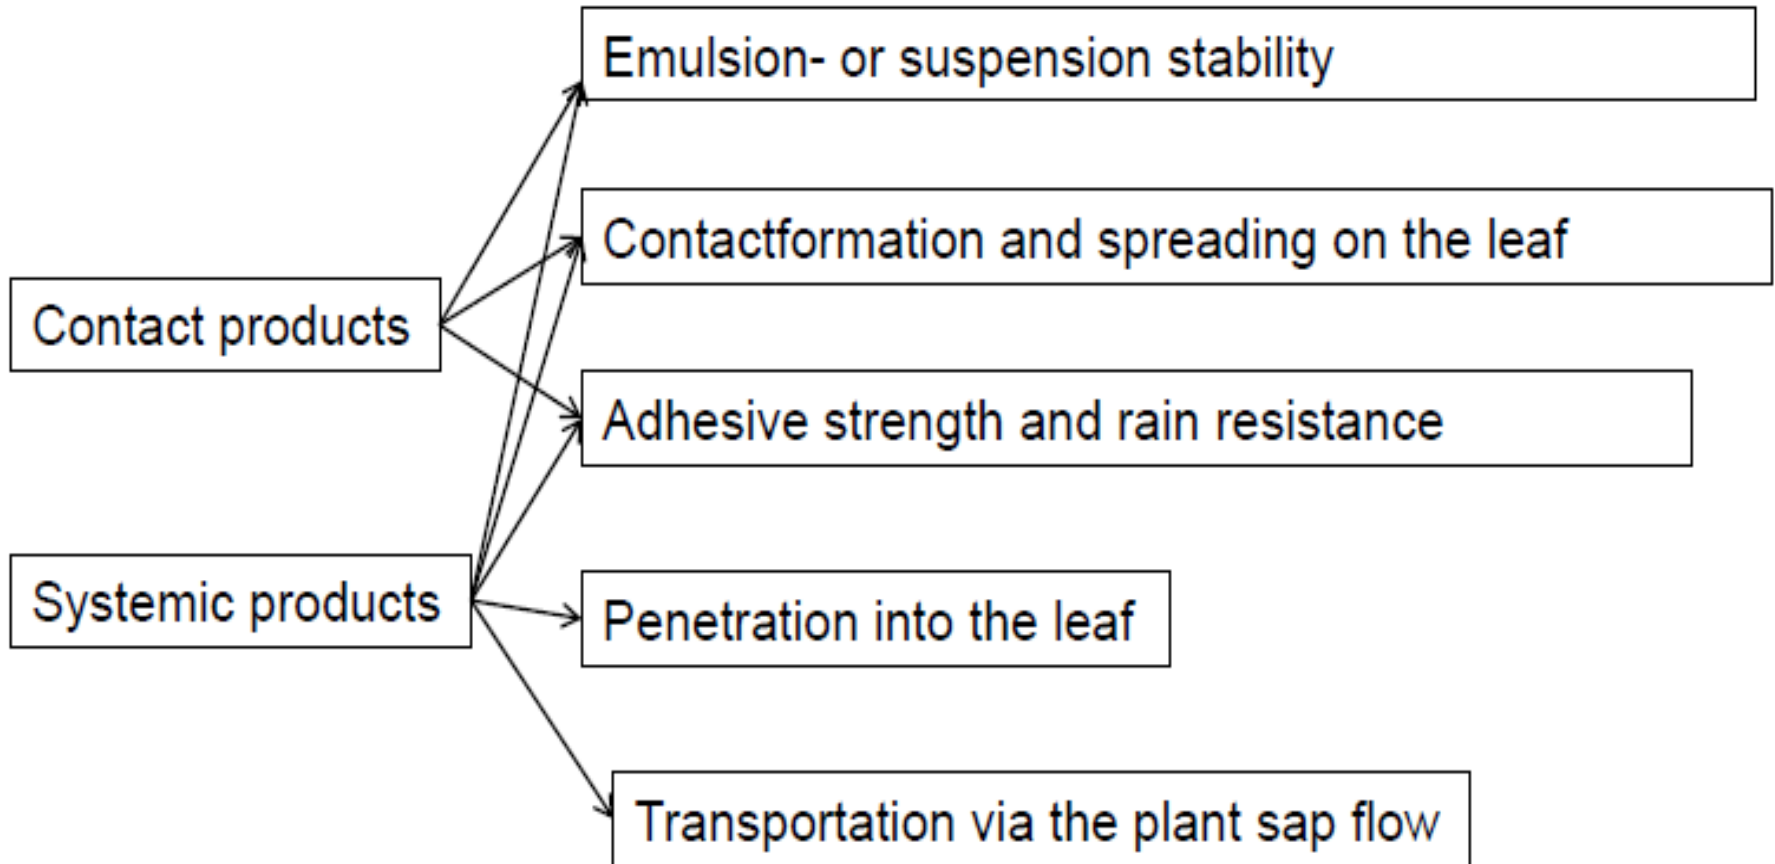 Emulsion- or suspension stability
Contactformation and spreading on the leaf
Contact products
Adhesive strength and rain resistance
Systemic products
Penetration into the leaf
Transportation via the plant sap flow